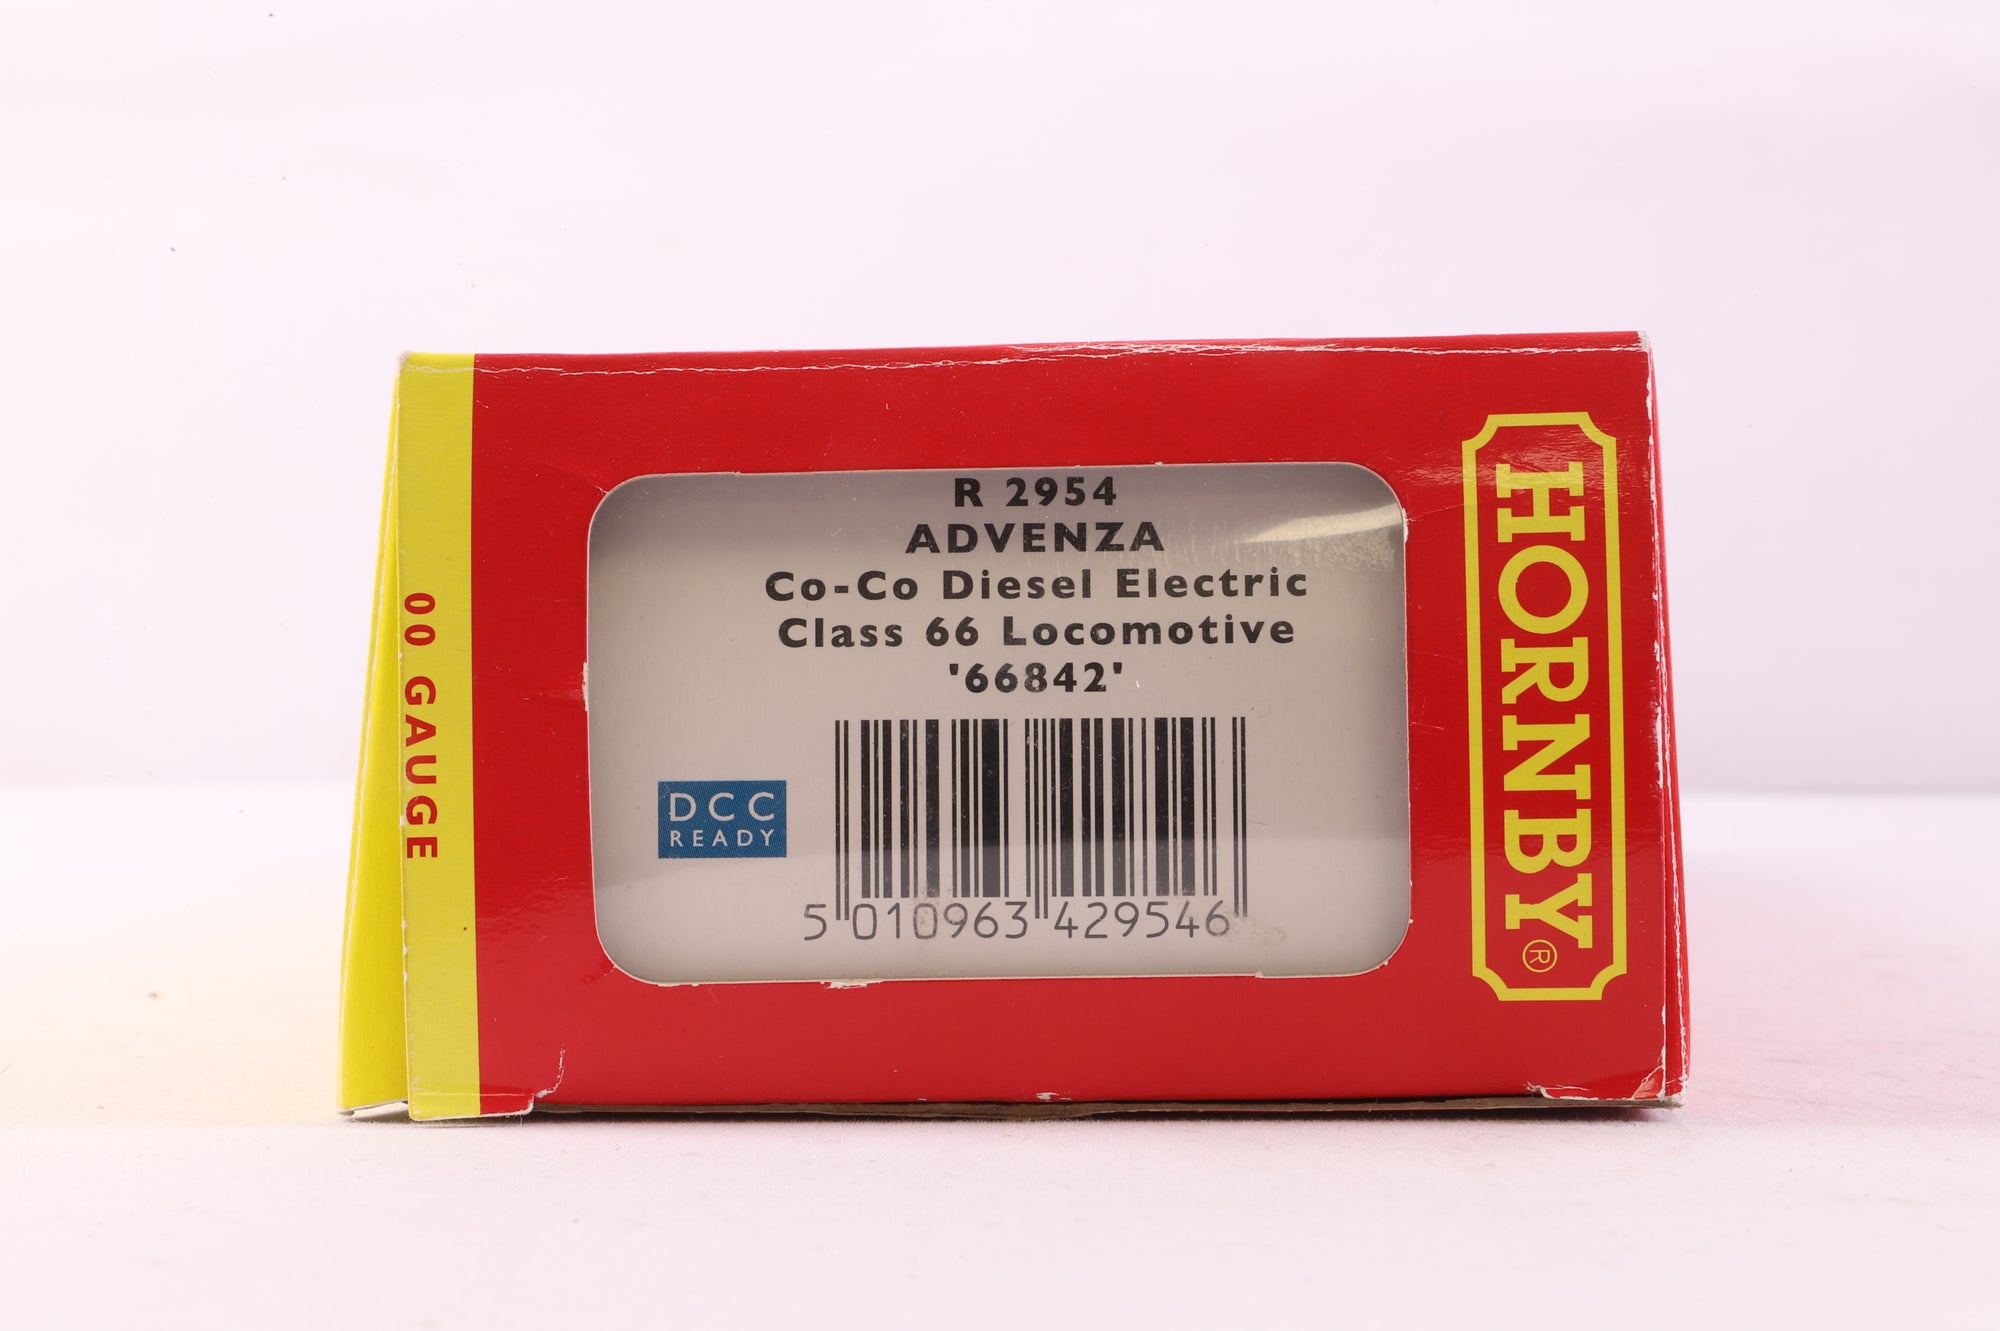 R 2954
ADVENZA
Co-Co Diesel Electric
Class 66 Locomotive
'66842'
DCC
READY
5 010963 429546
00 GAUGE
HORNBY®